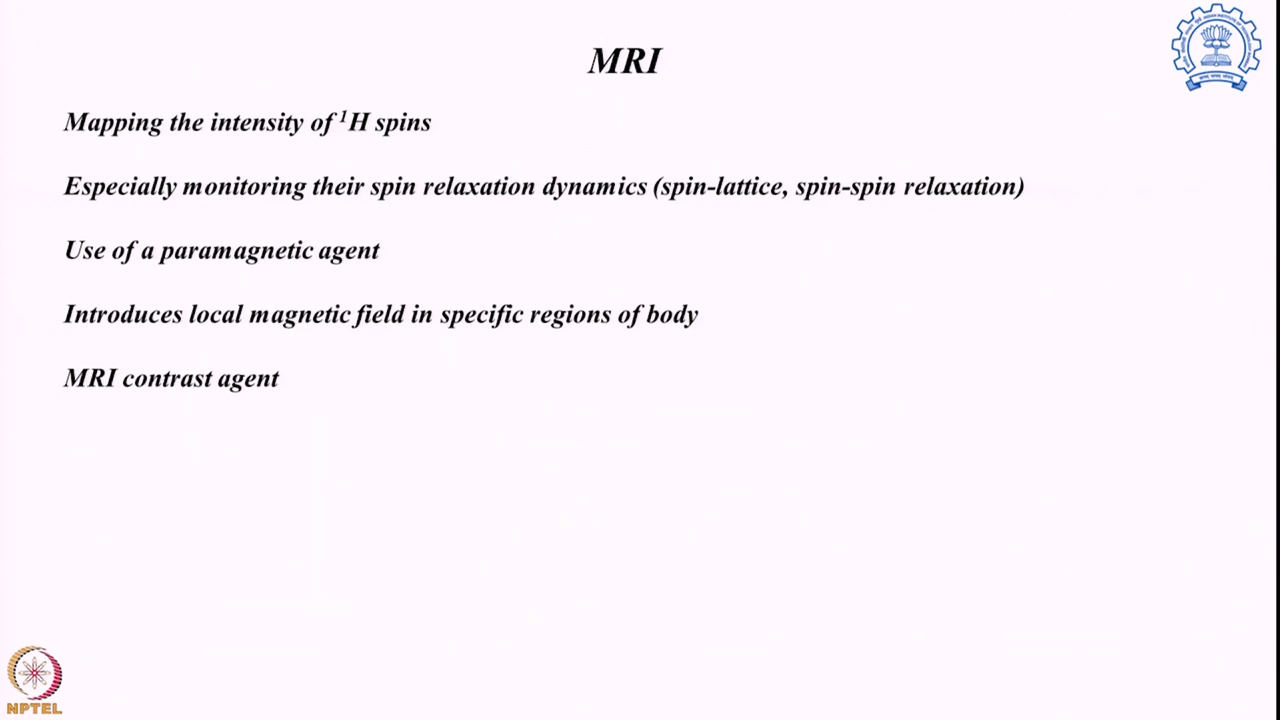 MRI
Mapping the intensity of ¹H spins
Especially monitoring their spin relaxation dynamics (spin-lattice, spin-spin relaxation)
Use of a paramagnetic agent
Introduces local magnetic field in specific regions of body
MRI contrast agent
NPTEL